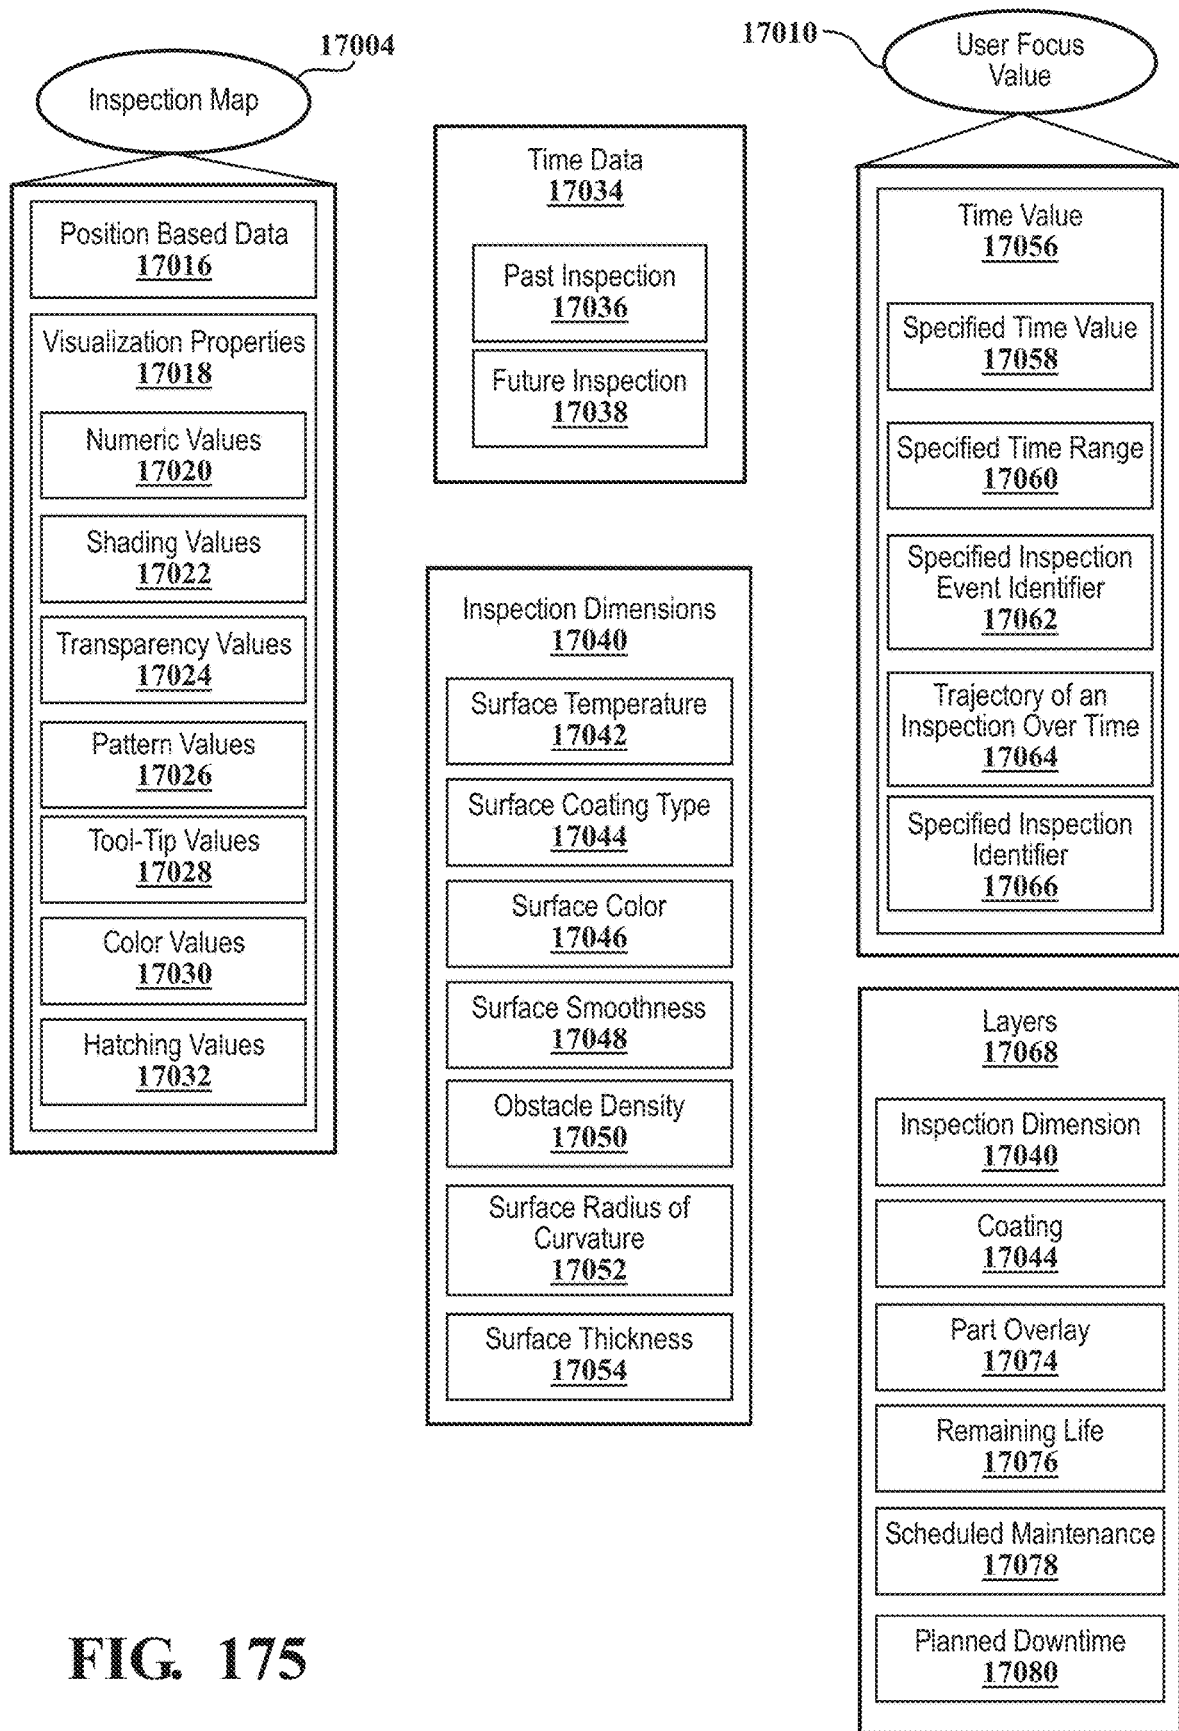 17004
Inspection Map
Position Based Data
17016
Visualization Properties
17018
Numeric Values
17020
Shading Values
17022
Transparency Values
17024
Pattern Values
17026
Tool-Tip Values
17028
Color Values
17030
Hatching Values
17032
Time Data
17034
Past Inspection
17036
Future Inspection
17038
Inspection Dimensions
17040
Surface Temperature
17042
Surface Coating Type
17044
Surface Color
17046
Surface Smoothness
17048
Obstacle Density
17050
Surface Radius of
Curvature
17052
Surface Thickness
17054
17010
User Focus
Value
Time Value
17056
Specified Time Value
17058
Specified Time Range
17060
Specified Inspection
Event Identifier
17062
Trajectory of an
Inspection Over Time
17064
Specified Inspection
Identifier
17066
Layers
17068
Inspection Dimension
17040
Coating
17044
Part Overlay
17074
Remaining Life
17076
Scheduled Maintenance
17078
Planned Downtime
17080
FIG. 175